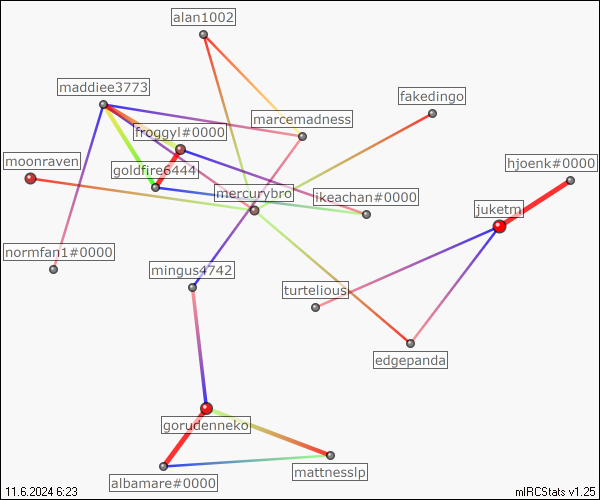 alan1002
maddiee3773
fakedingo
marcemadness
froggyl#0000
moonraven
hjoenk#0000
goldfire6444
mercurybro
ikeachan#0000
juketm
normfan1#0000
mingus4742
turtelious
edgepanda
gorudenneko
mattnesslp
albamare#0000
11.6.2024 6:23
mIRCStats v1.25